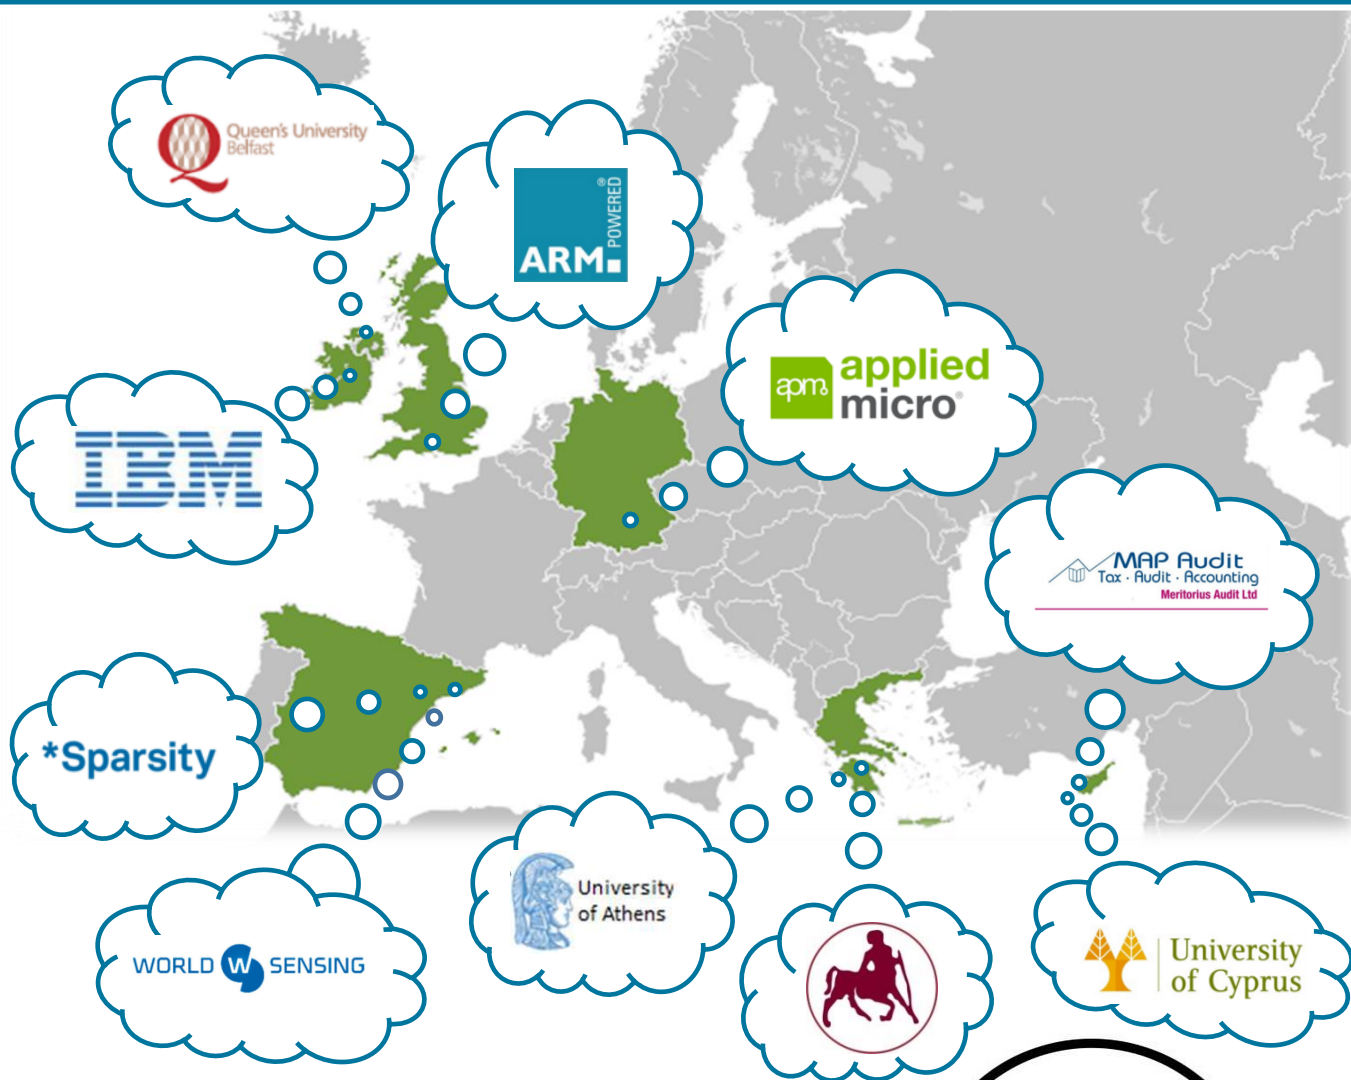 Queen's University
Belfast
POWERED
®
ARM
apm
applied
micro®
IBM
MAP Audit
Tax · Audit · Accounting
Meritorius Audit Ltd
*Sparsity
University
of Athens
WORLD W SENSING
University
of Cyprus